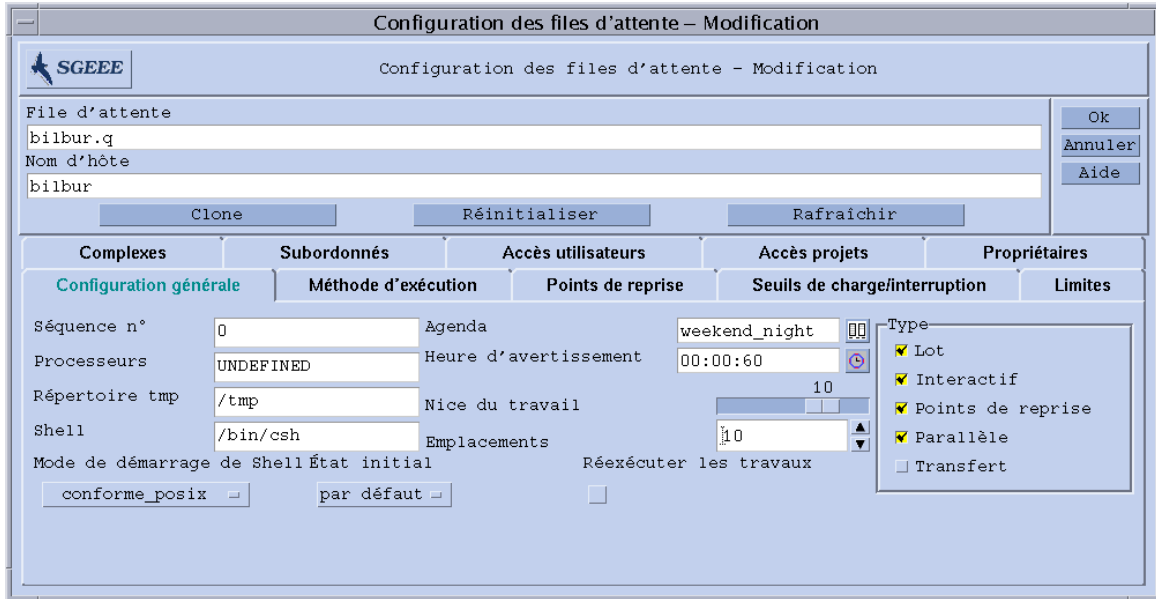 Configuration des files d'attente – Modification
SGEEE
Configuration des files d'attente - Modification
File d'attente
bilbur.q
Nom d'hôte
bilbur
Ok
Annuler
Aide
Clone Réinitialiser Rafraîchir
Complexes Subordonnés Accès utilisateurs Accès projets Propriétaires
Configuration générale Méthode d'exécution Points de reprise Seuils de charge/interruption Limites
Séquence n° 0
Processeurs UNDEFINED
Répertoire tmp /tmp
Shell /bin/csh
Mode de démarrage de Shell
conforme_posix
État initial
par défaut
Agenda weekend_night
Heure d'avertissement 00:00:60
10
Nice du travail
Emplacements 10
Réexécuter les travaux
Type
Lot
Interactif
Points de reprise
Parallèle
Transfert